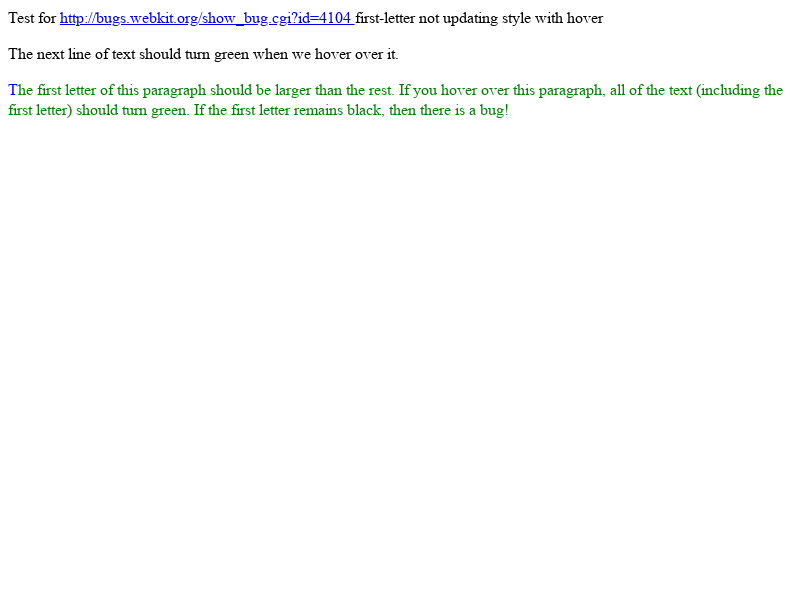 Test for http://bugs.webkit.org/show_bug.cgi?id=4104 first-letter not updating style with hover
The next line of text should turn green when we hover over it.
The first letter of this paragraph should be larger than the rest. If you hover over this paragraph, all of the text (including the
first letter) should turn green. If the first letter remains black, then there is a bug!